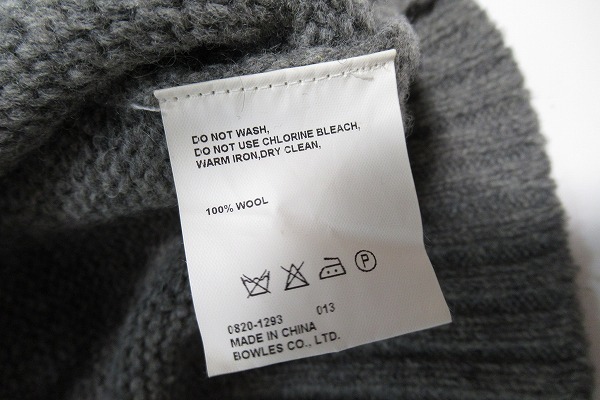 DO NOT WASH,
DO NOT USE CHLORINE BLEACH,
WARM IRON,DRY CLEAN,
100% WOOL
P
0820-1293 013
MADE IN CHINA
BOWLES CO., LTD.